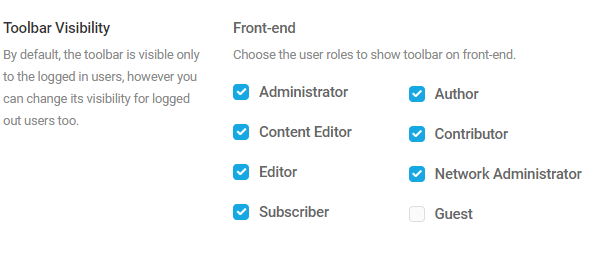 Toolbar Visibility
By default, the toolbar is visible only
to the logged in users, however you
can change its visibility for logged
out users too.
Front-end
Choose the user roles to show toolbar on front-end.
Administrator
Author
Content Editor
Contributor
Editor
Network Administrator
Subscriber
Guest